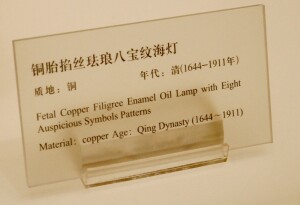 铜胎掐丝珐琅八宝纹海灯
质地：铜 年代：清(1644-1911年)
Fetal Copper Filigree Enamel Oil Lamp with Eight
Auspicious Symbols Patterns
Material: copper Age: Qing Dynasty (1644～1911)